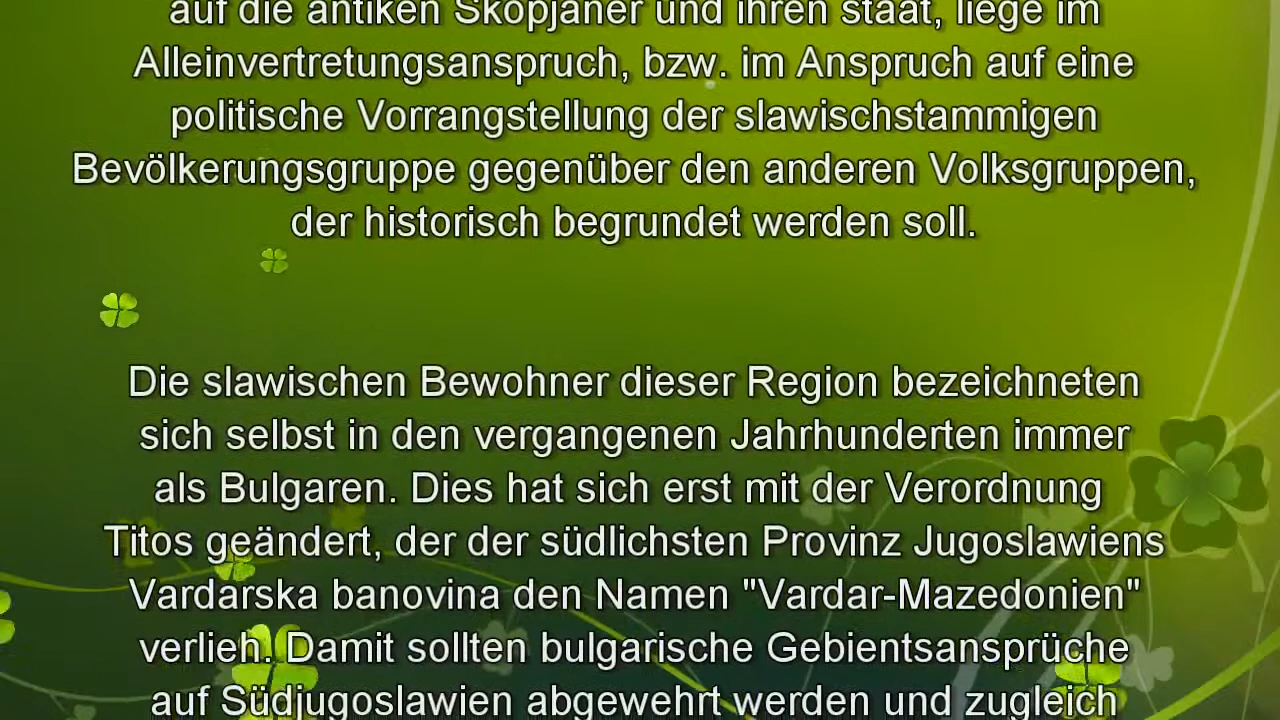 auf die antiken Skopjaner und ihren staat, liege im
Alleinvertretungsanspruch, bzw. im Anspruch auf eine
politische Vorrangstellung der slawischstammigen
Bevölkerungsgruppe gegenüber den anderen Volksgruppen,
der historisch begrundet werden soll.
Die slawischen Bewohner dieser Region bezeichneten
sich selbst in den vergangenen Jahrhunderten immer
als Bulgaren. Dies hat sich erst mit der Verordnung
Titos geändert, der der südlichsten Provinz Jugoslawiens
Vardarska banovina den Namen "Vardar-Mazedonien"
verlieh. Damit sollten bulgarische Gebientsansprüche
auf Südjugoslawien abgewehrt werden und zugleich